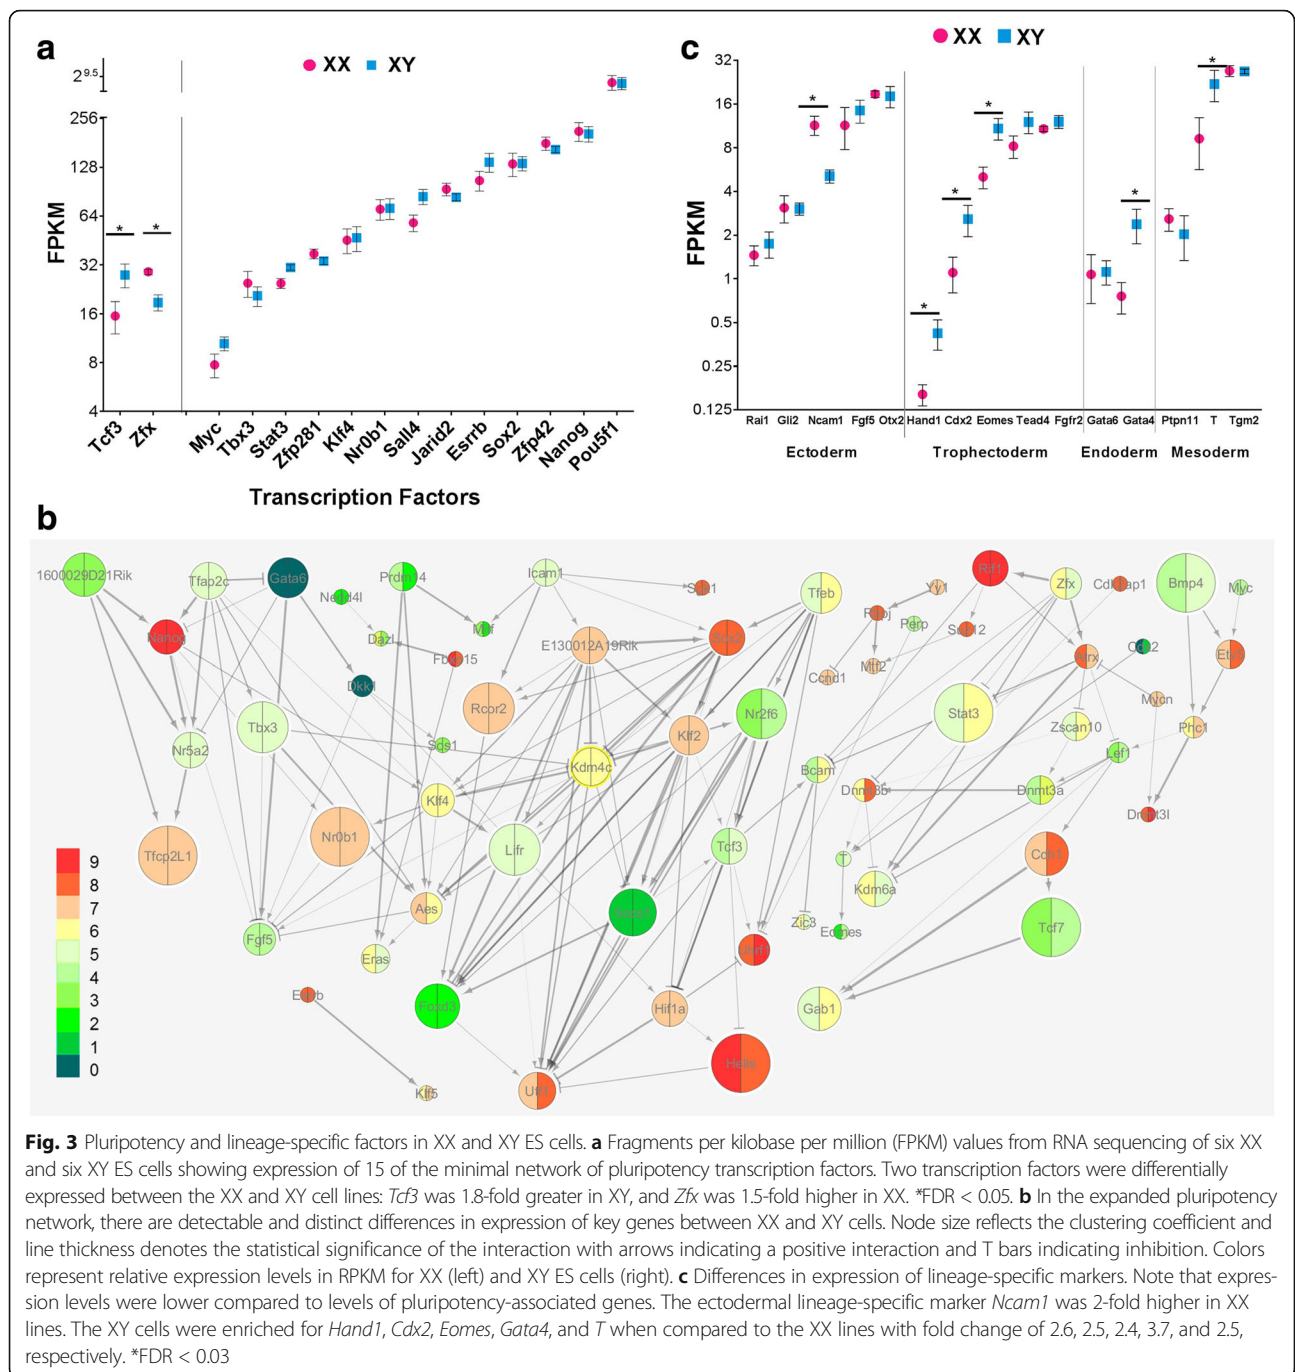 a
XX XY
29.5
256
128
64
32
16
8
4
FPKM
* *
Tcf3 Zfx Myc Tbx3 Stat3 Zfp281 Klf4 Nr0b1 Sall4 Jarid2 Esrrb Sox2 Zfp42 Nanog Pou5f1
Transcription Factors
c
XX XY
32
16
8
4
2
1
0.5
0.25
0.125
FPKM
* * * * * *
Rai1 Gli2 Ncam1 Fgf5 Otx2 Hand1 Cdx2 Eomes Tead4 Fgfr2 Gata6 Gata4 Ptpn11 T Tgm2
Ectoderm Trophectoderm Endoderm Mesoderm
b
1600029D21Rik Tfap2c Gata6 Prdm14 Icam1 Tfeb Yy1 Rif1 Zfx Bmp4 Myc
Nedd4l Perp
Nanog Dazl E130012A19Rik Sox2 Mtf2 Atrx Etv5
Dkk1 Ccnd1 Mycn
Rcor2 Nr2f6 Stat3 Zscan10 Phc1
Tbx3 Klf2
Nr5a2 Kdm4c Bcam Lef1
Klf4 Dnmt3b Dnmt3a
Nr0b1 Dnmt3l
Tfcp2L1 Lifr Tcf3 T Cdh1
Kdm6a
Aes Zic3
Fgf5 Eras Eomes Tcf7
Foxd3 Hif1a Gab1
Hells
Klf5 Utf1
9
8
7
6
5
4
3
2
1
0
Fig. 3 Pluripotency and lineage-specific factors in XX and XY ES cells. a Fragments per kilobase per million (FPKM) values from RNA sequencing of six XX
and six XY ES cells showing expression of 15 of the minimal network of pluripotency transcription factors. Two transcription factors were differentially
expressed between the XX and XY cell lines: Tcf3 was 1.8-fold greater in XY, and Zfx was 1.5-fold higher in XX. *FDR < 0.05. b In the expanded pluripotency
network, there are detectable and distinct differences in expression of key genes between XX and XY cells. Node size reflects the clustering coefficient and
line thickness denotes the statistical significance of the interaction with arrows indicating a positive interaction and T bars indicating inhibition. Colors
represent relative expression levels in RPKM for XX (left) and XY ES cells (right). c Differences in expression of lineage-specific markers. Note that expres-
sion levels were lower compared to levels of pluripotency-associated genes. The ectodermal lineage-specific marker Ncam1 was 2-fold higher in XX
lines. The XY cells were enriched for Hand1, Cdx2, Eomes, Gata4, and T when compared to the XX lines with fold change of 2.6, 2.5, 2.4, 3.7, and 2.5,
respectively. *FDR < 0.03